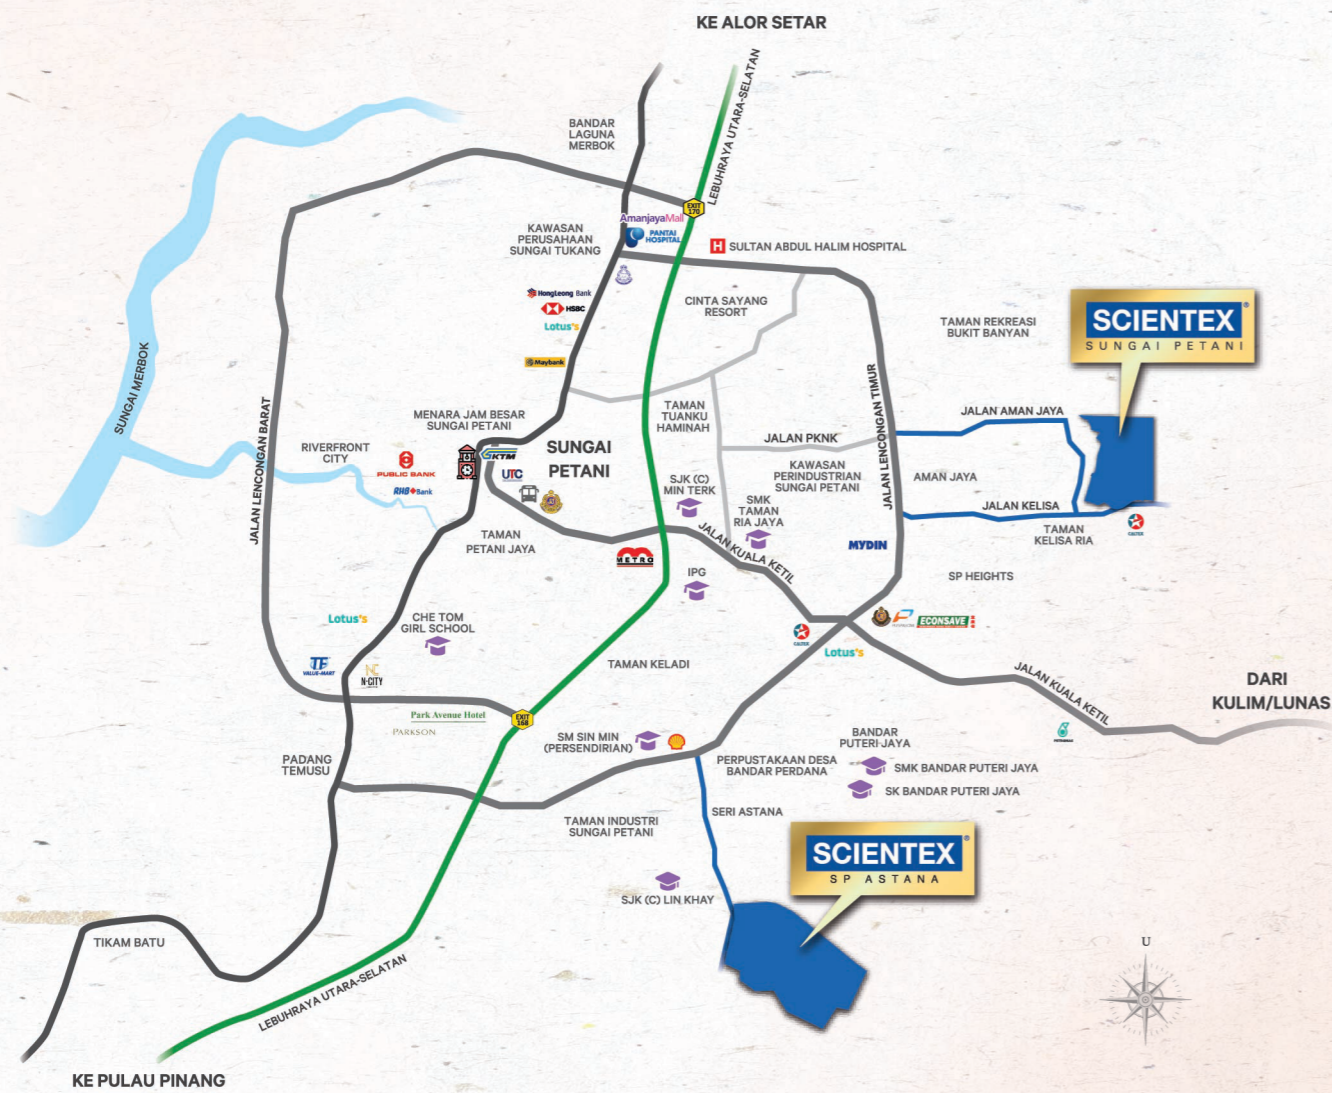 KE ALOR SETAR
LEBUHRAYA UTARA-SELATAN
BANDAR
LAGUNA
MERBOK
EXIT
170
AmanjayaMall
PANTAI
HOSPITAL
KAWASAN
PERUSAHAAN
SUNGAI TUKANG
H SULTAN ABDUL HALIM HOSPITAL
HongLeong Bank
HSBC
Lotus's
Maybank
CINTA SAYANG
RESORT
TAMAN REKREASI
BUKIT BANYAN
SCIENTEX®
SUNGAI PETANI
SUNGAI MERBOK
JALAN LENCONGAN BARAT
JALAN LENCONGAN TIMUR
MENARA JAM BESAR
SUNGAI PETANI
TAMAN
TUANKU
HAMINAH
JALAN AMAN JAYA
RIVERFRONT
CITY
PUBLIC BANK
RHB Bank
KTM
UTC
SUNGAI
PETANI
JALAN PKNK
KAWASAN
PERINDUSTRIAN
SUNGAI PETANI
AMAN JAYA
SJK (C)
MIN TERK
SMK
TAMAN
RIA JAYA
JALAN KELISA
TAMAN
KELISA RIA
CALTEX
TAMAN
PETANI JAYA
METRO
JALAN KUALA KETIL
MYDIN
IPG
SP HEIGHTS
Lotus's
CHE TOM
GIRL SCHOOL
CALTEX
Lotus's
ECONSAVE
TF
VALUE-MART
NC
N-CITY
TAMAN KELADI
JALAN KUALA KETIL
DARI
KULIM/LUNAS
Park Avenue Hotel
PARKSON
EXIT
168
SM SIN MIN
(PERSENDIRIAN)
PETRONAS
BANDAR
PUTERI JAYA
PADANG
TEMUSU
PERPUSTAKAAN DESA
BANDAR PERDANA
SMK BANDAR PUTERI JAYA
SK BANDAR PUTERI JAYA
TAMAN INDUSTRI
SUNGAI PETANI
SERI ASTANA
SCIENTEX®
SP ASTANA
SJK (C) LIN KHAY
TIKAM BATU
LEBUHRAYA UTARA-SELATAN
U
KE PULAU PINANG